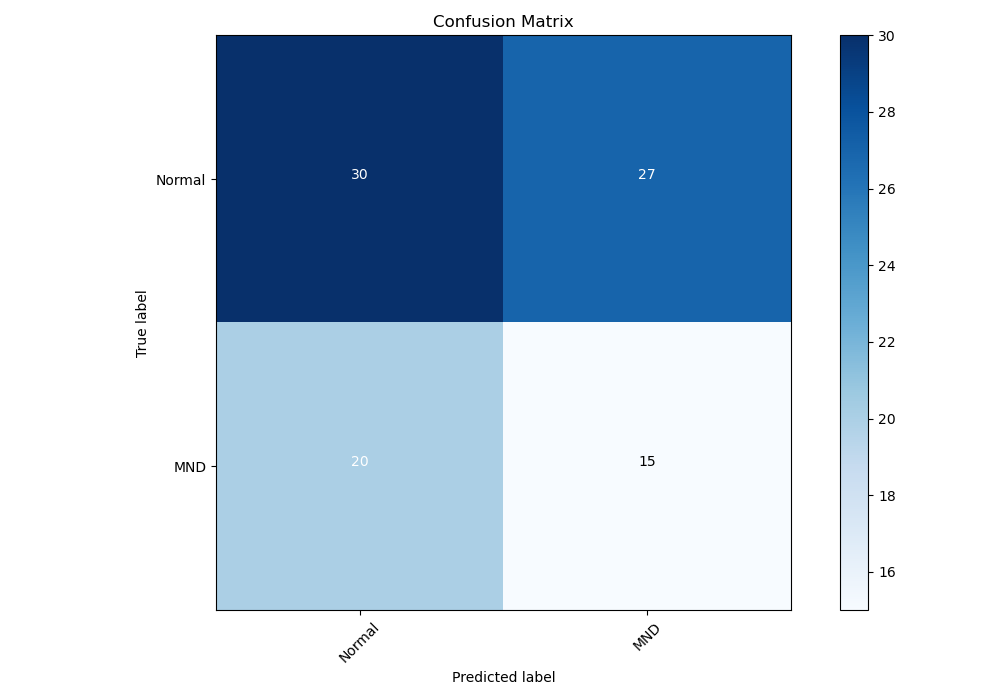 Confusion Matrix
Normal
MND
True label
30
27
20
15
Normal
MND
Predicted label
30
28
26
24
22
20
18
16